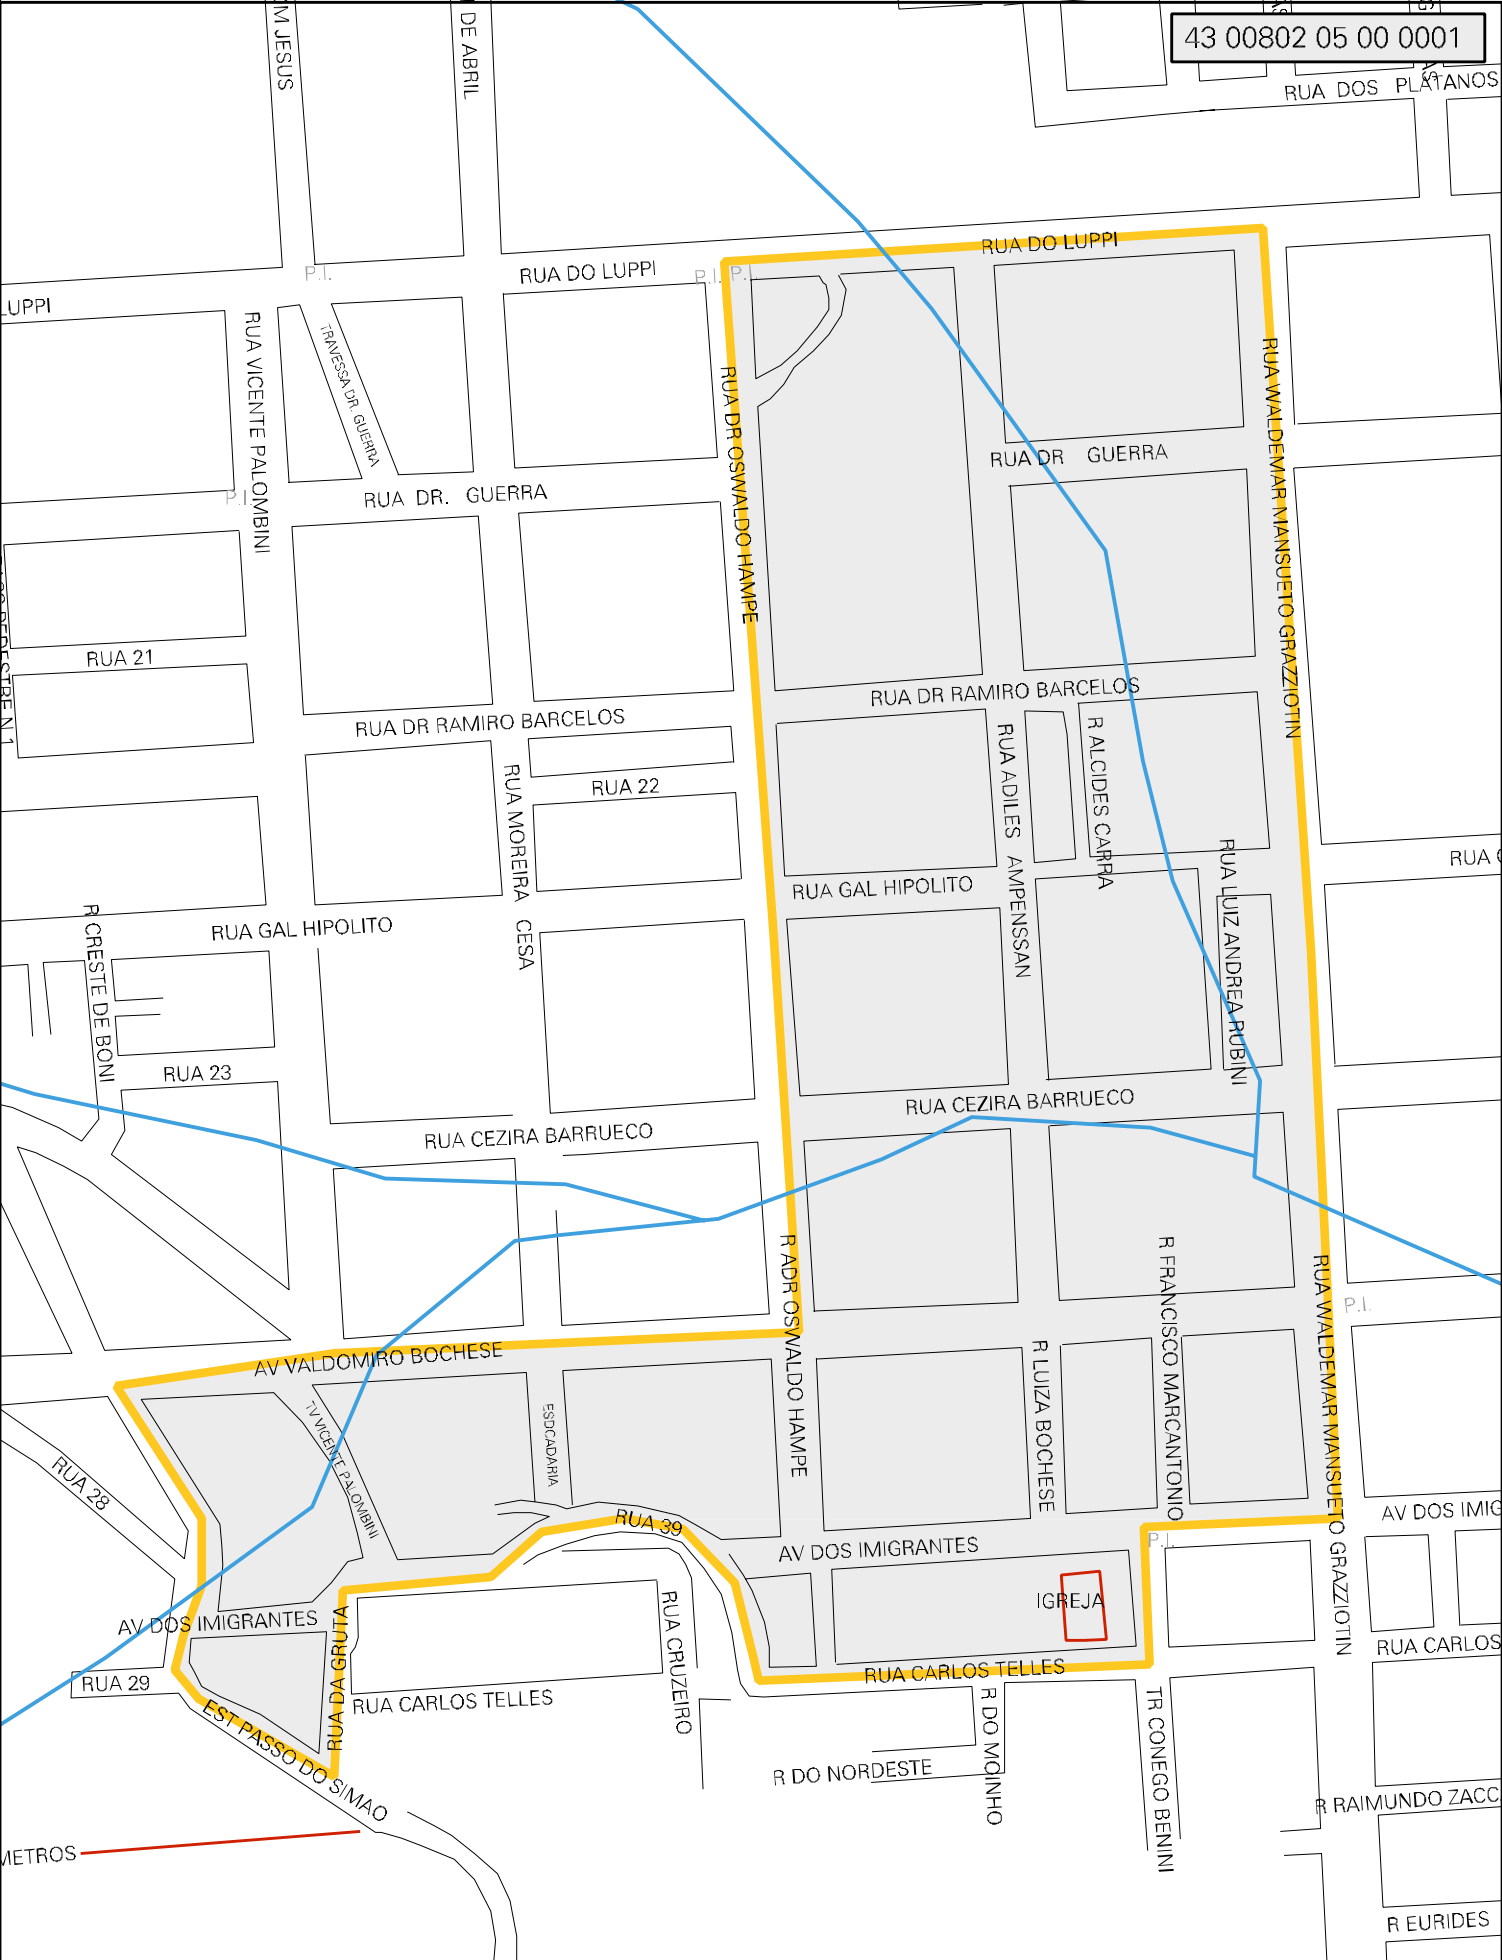 43 00802 05 00 0001
RUA DOS PLATANOS
M JESUS
DE ABRIL
RUA DO LUPPI
RUA DO LUPPI
P.I.
P.I.
P.I.
LUPPI
RUA VICENTE PALOMBINI
TRAVESSA DR. GUERRA
RUA DR OSWALDO HAMPE
RUA WALDEMAR MANSUETO GRAZZIOTIN
RUA DR GUERRA
P.I.
RUA DR. GUERRA
RUA 21
RUA DR RAMIRO BARCELOS
RUA DR RAMIRO BARCELOS
RUA ADILES AMPENSSAN
R ALCIDES CARRA
RUA MOREIRA CESA
RUA 22
RUA LUIZ ANDREA RUBINI
RUA GAL HIPOLITO
RUA GAL HIPOLITO
R CRESTE DE BONI
RUA 23
RUA CEZIRA BARRUECO
RUA CEZIRA BARRUECO
R ADR OSWALDO HAMPE
R FRANCISCO MARCANTONIO
RUA WALDEMAR MANSUETO GRAZZIOTIN
P.I.
AV VALDOMIRO BOCHESE
R LUIZA BOCHESE
TV VICENTE PALOMBINI
ESDCADARIA
RUA 28
RUA 39
AV DOS IMIG
P.I.
AV DOS IMIGRANTES
IGREJA
AV DOS IMIGRANTES
RUA DA GRUTA
RUA CRUZEIRO
RUA CARLOS
RUA CARLOS TELLES
RUA 29
RUA CARLOS TELLES
EST PASSO DO SIMAO
R DO MOINHO
TR CONEGO BENINI
R DO NORDESTE
R RAIMUNDO ZACC
METROS
R EURIDES